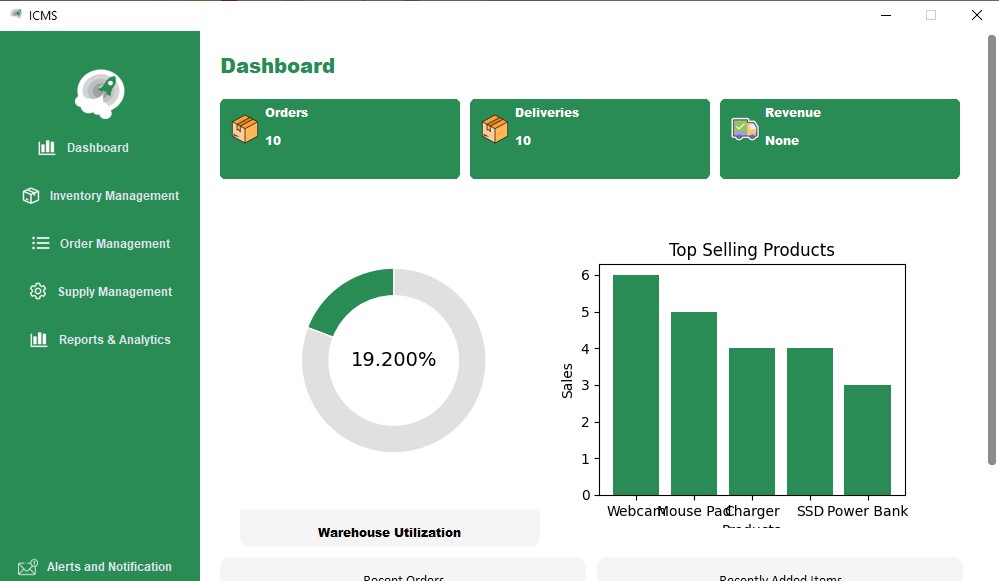 ICMS
Dashboard
Inventory Management
Order Management
Supply Management
Reports & Analytics
Alerts and Notification
Dashboard
Orders
10
Deliveries
10
Revenue
None
19.200%
Warehouse Utilization
Top Selling Products
Sales
6
5
4
3
2
1
0
Webcam Mouse Pad Charger SSD Power Bank
Products
Recent Orders
Recently Added Items